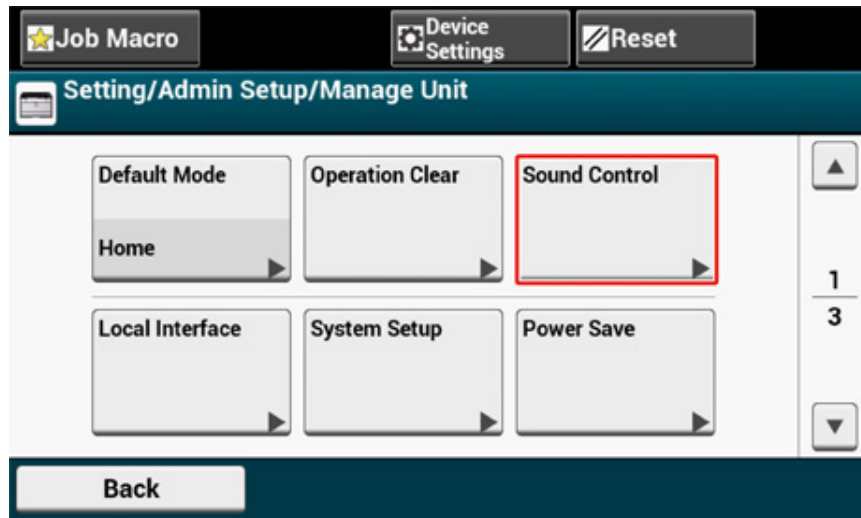 Job Macro
Device
Settings
Reset
Setting/Admin Setup/Manage Unit
Default Mode
Home
Operation Clear
Sound Control
1
3
Local Interface
System Setup
Power Save
Back